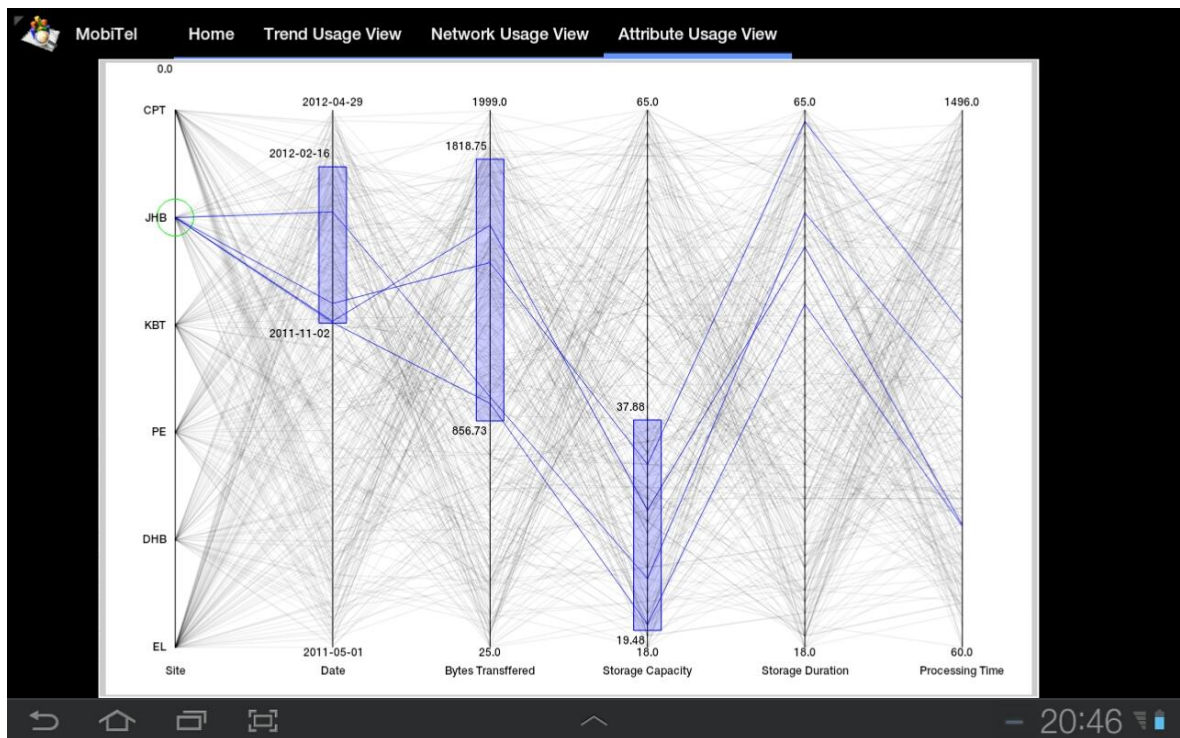 MobiTel Home Trend Usage View Network Usage View Attribute Usage View
0.0
CPT 2012-04-29 1999.0 65.0 65.0 1496.0
2012-02-16 1818.75
JHB
KBT
2011-11-02
37.88
PE 856.73
DHB
19.48
EL 2011-05-01 25.0 18.0 18.0 60.0
Site Date Bytes Transffered Storage Capacity Storage Duration Processing Time
20:46